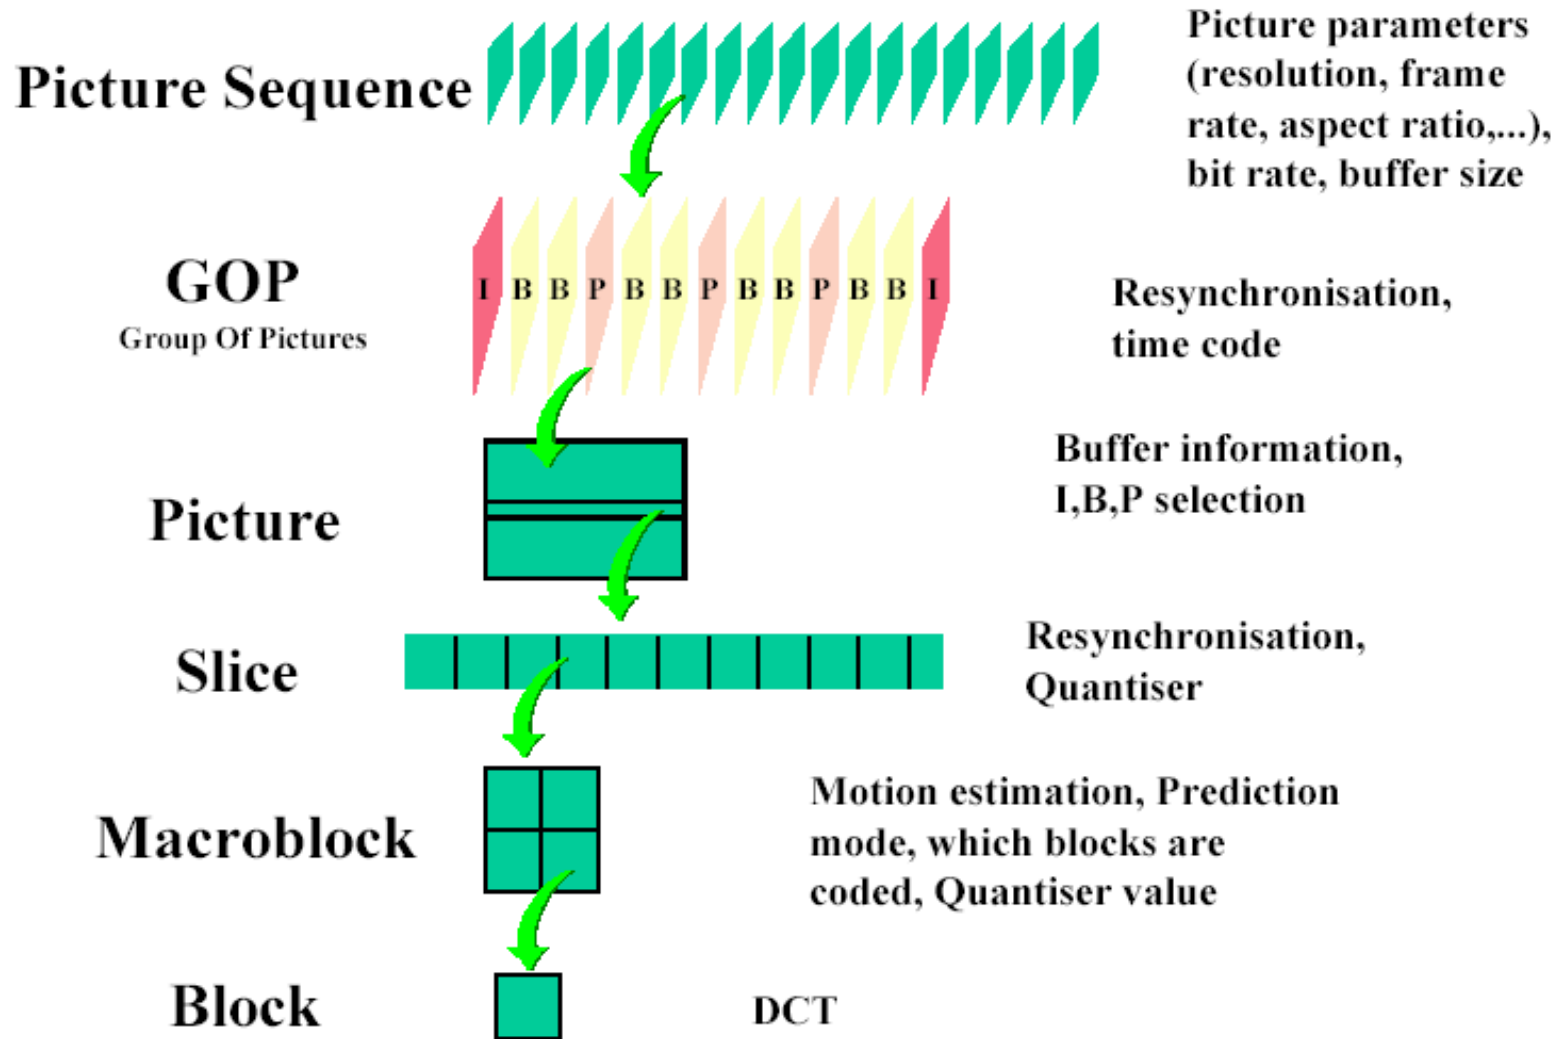 Picture Sequence
Picture parameters
(resolution, frame
rate, aspect ratio,...),
bit rate, buffer size
GOP
Group Of Pictures
I B B P B B P B B P B B I
Resynchronisation,
time code
Picture
Buffer information,
I,B,P selection
Slice
Resynchronisation,
Quantiser
Macroblock
Motion estimation, Prediction
mode, which blocks are
coded, Quantiser value
Block
DCT